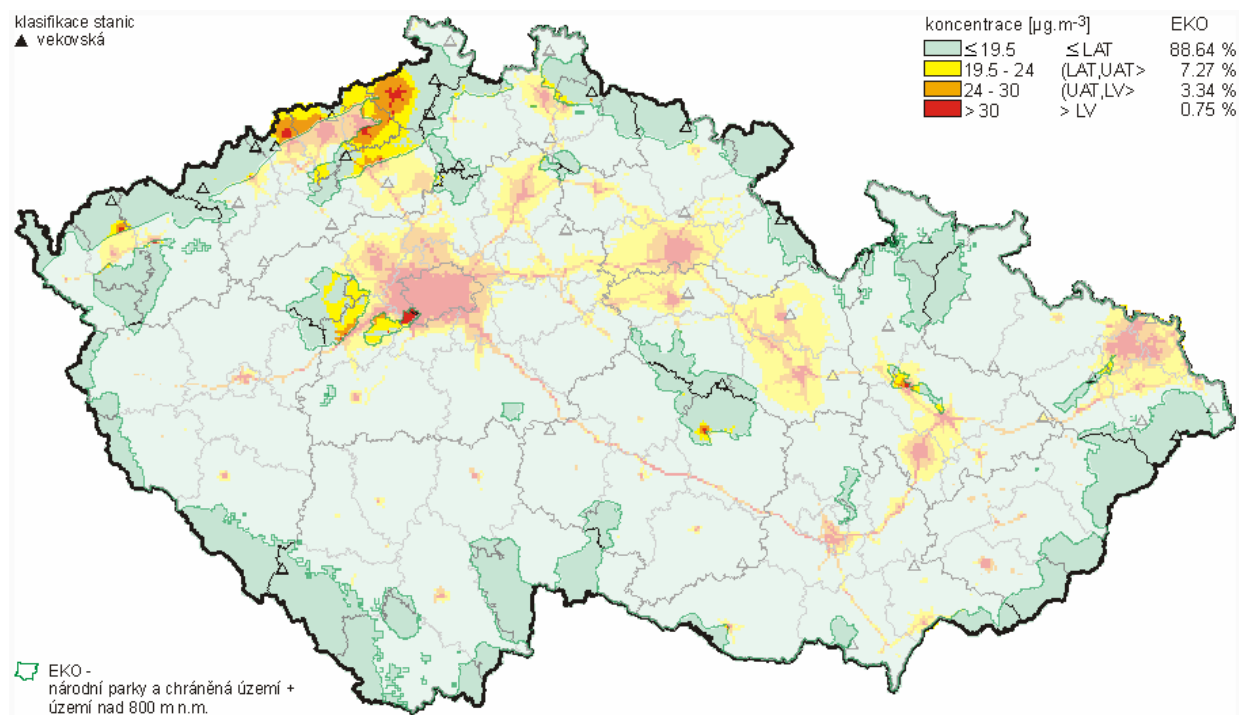 klasifikace stanic
▲ vekovská
koncentrace [µg.m-3] EKO
≤ 19.5 ≤ LAT 88.64 %
19.5 - 24 (LAT,UAT> 7.27 %
24 - 30 (UAT,LV> 3.34 %
> 30 > LV 0.75 %
EKO -
národní parky a chráněná území +
území nad 800 m n.m.